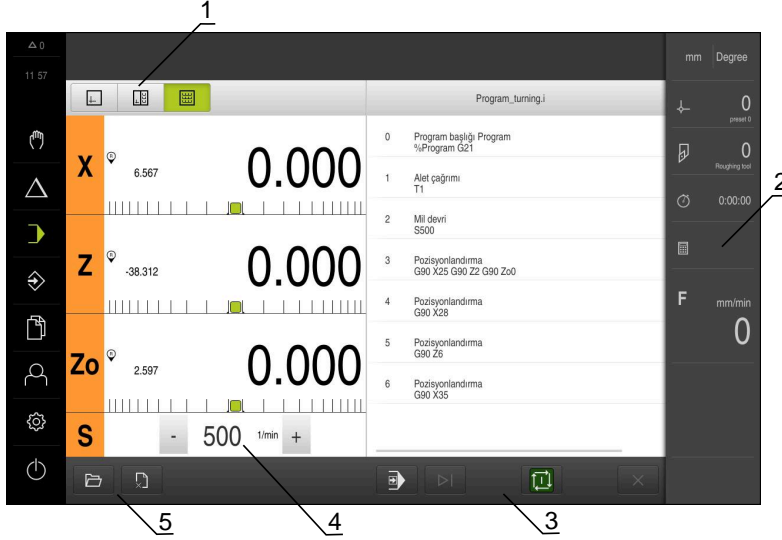 1
0
11 57
mm Degree
Program_turning.i
X
R
6.567
0.000
Z
R
-38.312
0.000
Zo
R
2.597
0.000
S
- 500 1/min +
0 Program başlığı Program
%Program G21
1 Alet çağrımı
T1
2 Mil devri
S500
3 Pozisyonlandırma
G90 X25 G90 Z2 G90 Zo0
4 Pozisyonlandırma
G90 X28
5 Pozisyonlandırma
G90 Z6
6 Pozisyonlandırma
G90 X35
0
preset 0
0
Roughing tool
0:00:00
2
F mm/min
0
5
4
3